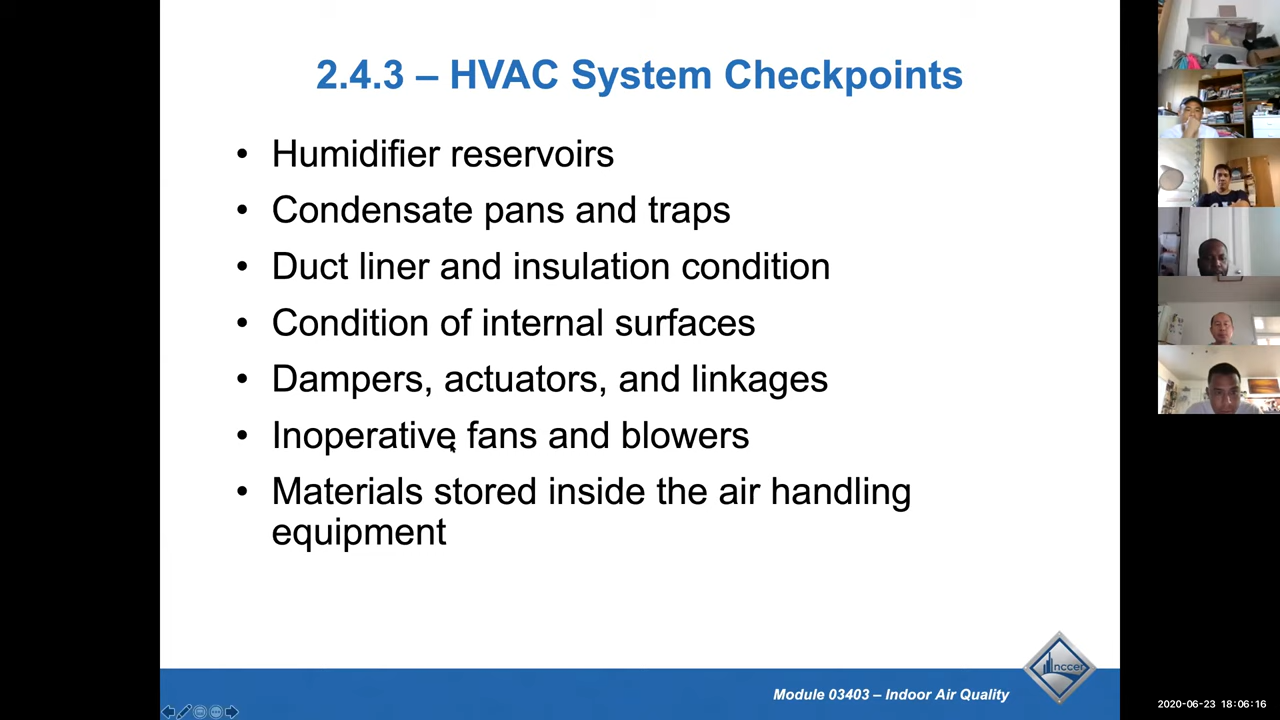 2.4.3 – HVAC System Checkpoints
• Humidifier reservoirs
• Condensate pans and traps
• Duct liner and insulation condition
• Condition of internal surfaces
• Dampers, actuators, and linkages
• Inoperative fans and blowers
• Materials stored inside the air handling
equipment
nccer
Module 03403 – Indoor Air Quality
2020-06-23 18:06:16